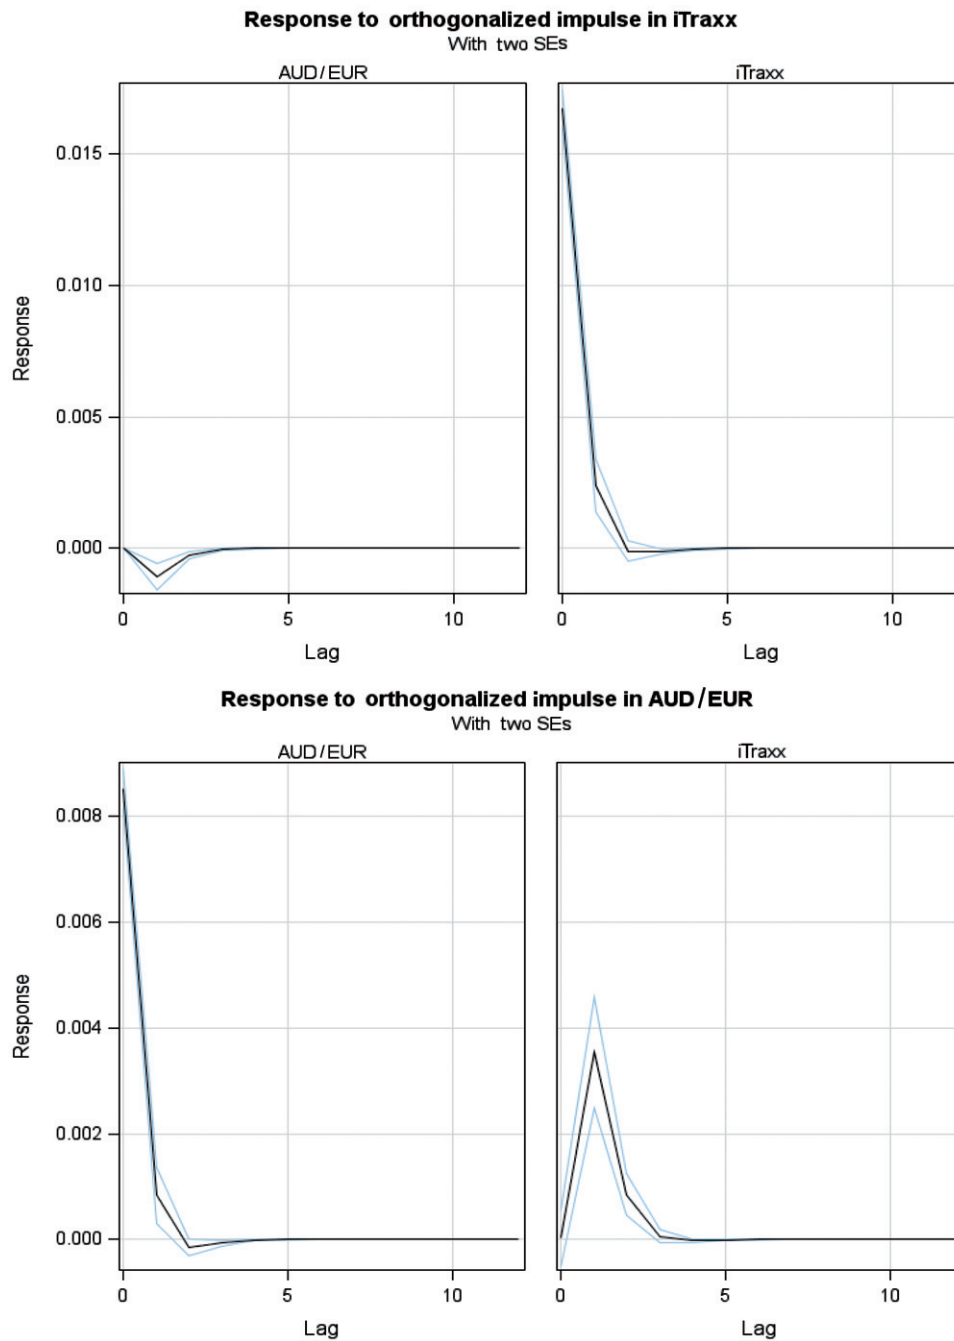 Response to orthogonalized impulse in iTraxx
With two SEs
AUD/EUR
iTraxx
0.015
0.010
0.005
0.000
Response
0
5
10
0
5
10
Lag
Lag
Response to orthogonalized impulse in AUD/EUR
With two SEs
AUD/EUR
iTraxx
0.008
0.006
0.004
0.002
0.000
Response
0
5
10
0
5
10
Lag
Lag